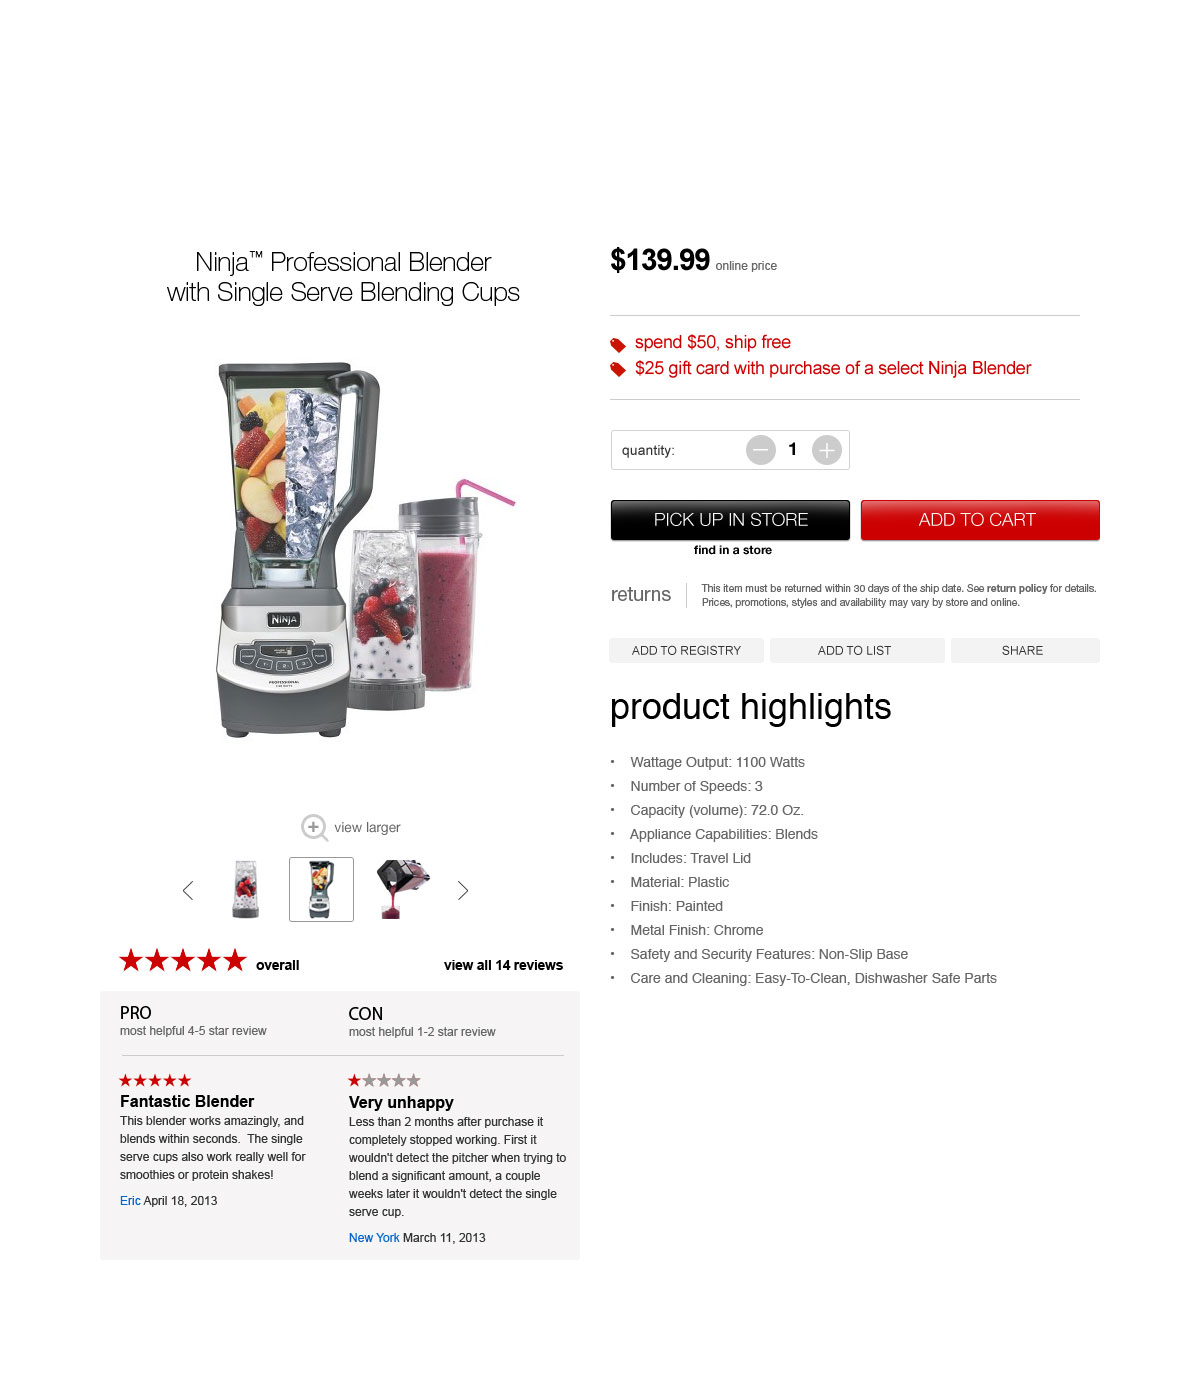 Ninja™ Professional Blender
with Single Serve Blending Cups
NINJA
PROFESSIONAL
1 2 3
view larger
overall
view all 14 reviews
PRO
most helpful 4-5 star review
CON
most helpful 1-2 star review
Fantastic Blender
This blender works amazingly, and
blends within seconds.  The single
serve cups also work really well for
smoothies or protein shakes!
Eric April 18, 2013
Very unhappy
Less than 2 months after purchase it
completely stopped working. First it
wouldn't detect the pitcher when trying to
blend a significant amount, a couple
weeks later it wouldn't detect the single
serve cup.
New York March 11, 2013
$139.99 online price
spend $50, ship free
$25 gift card with purchase of a select Ninja Blender
quantity: 1
PICK UP IN STORE
find in a store
ADD TO CART
returns
This item must be returned within 30 days of the ship date. See return policy for details.
Prices, promotions, styles and availability may vary by store and online.
ADD TO REGISTRY
ADD TO LIST
SHARE
product highlights
• Wattage Output: 1100 Watts
• Number of Speeds: 3
• Capacity (volume): 72.0 Oz.
• Appliance Capabilities: Blends
• Includes: Travel Lid
• Material: Plastic
• Finish: Painted
• Metal Finish: Chrome
• Safety and Security Features: Non-Slip Base
• Care and Cleaning: Easy-To-Clean, Dishwasher Safe Parts